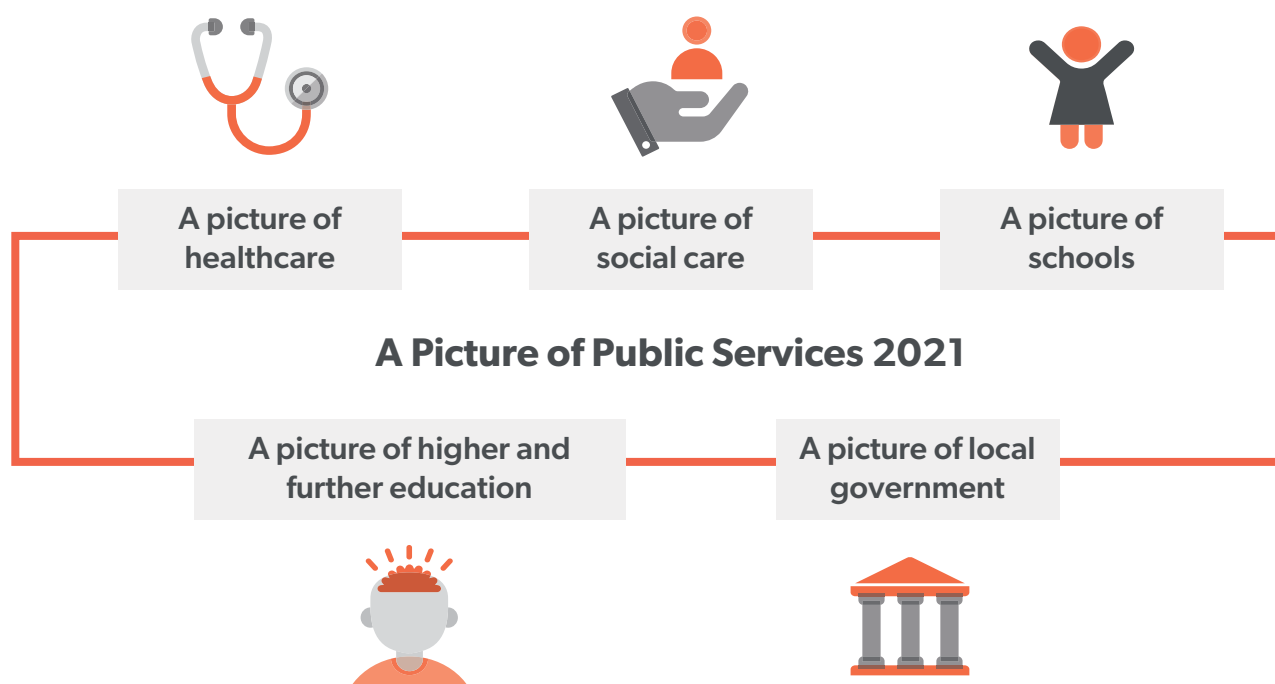 A picture of
healthcare
A picture of
social care
A picture of
schools
A Picture of Public Services 2021
A picture of higher and
further education
A picture of local
government